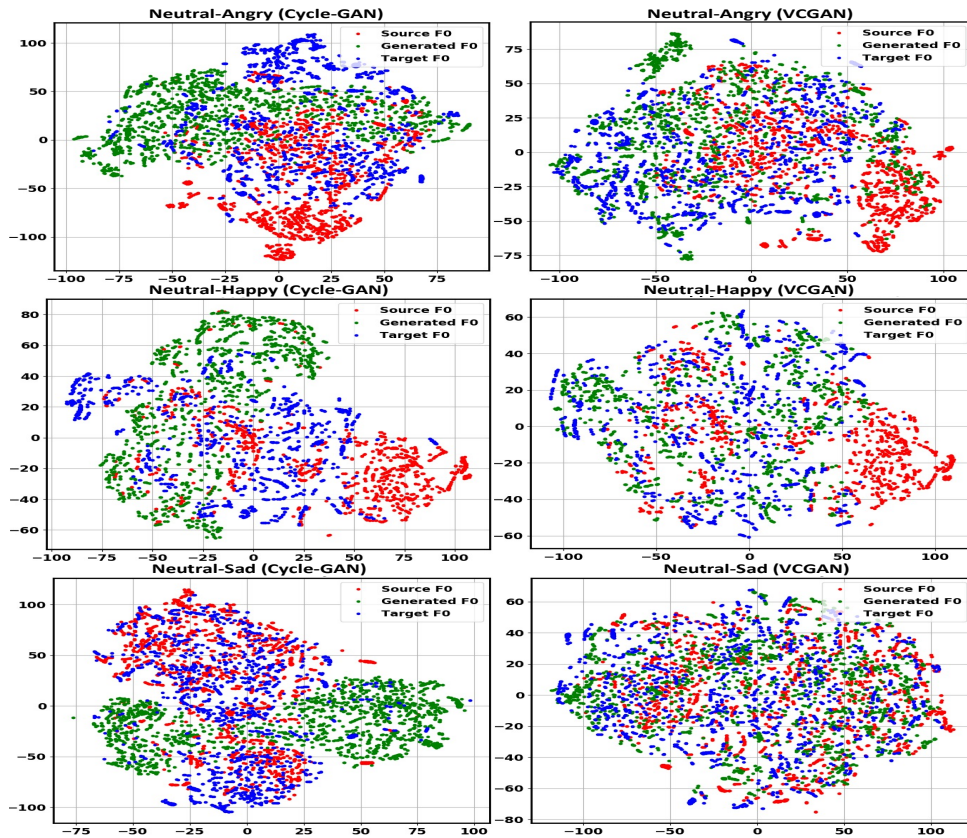 Neutral-Angry (Cycle-GAN)
Source F0
Generated F0
Target F0
100
50
0
−50
−100
−100 −75 −50 −25 0 25 50 75
Neutral-Angry (VCGAN)
Source F0
Generated F0
Target F0
75
50
25
0
−25
−50
−75
−100 −50 0 50 100
Neutral-Happy (Cycle-GAN)
Source F0
Generated F0
Target F0
80
60
40
20
0
−20
−40
−60
−100 −75 −50 −25 0 25 50 75 100
Neutral-Happy (VCGAN)
Source F0
Generated F0
Target F0
60
40
20
0
−20
−40
−60
−100 −50 0 50 100
Neutral-Sad (Cycle-GAN)
Source F0
Generated F0
Target F0
100
50
0
−50
−100
−75 −50 −25 0 25 50 75 100
Neutral-Sad (VCGAN)
Source F0
Generated F0
Target F0
60
40
20
0
−20
−40
−60
−80
−100 −50 0 50 100